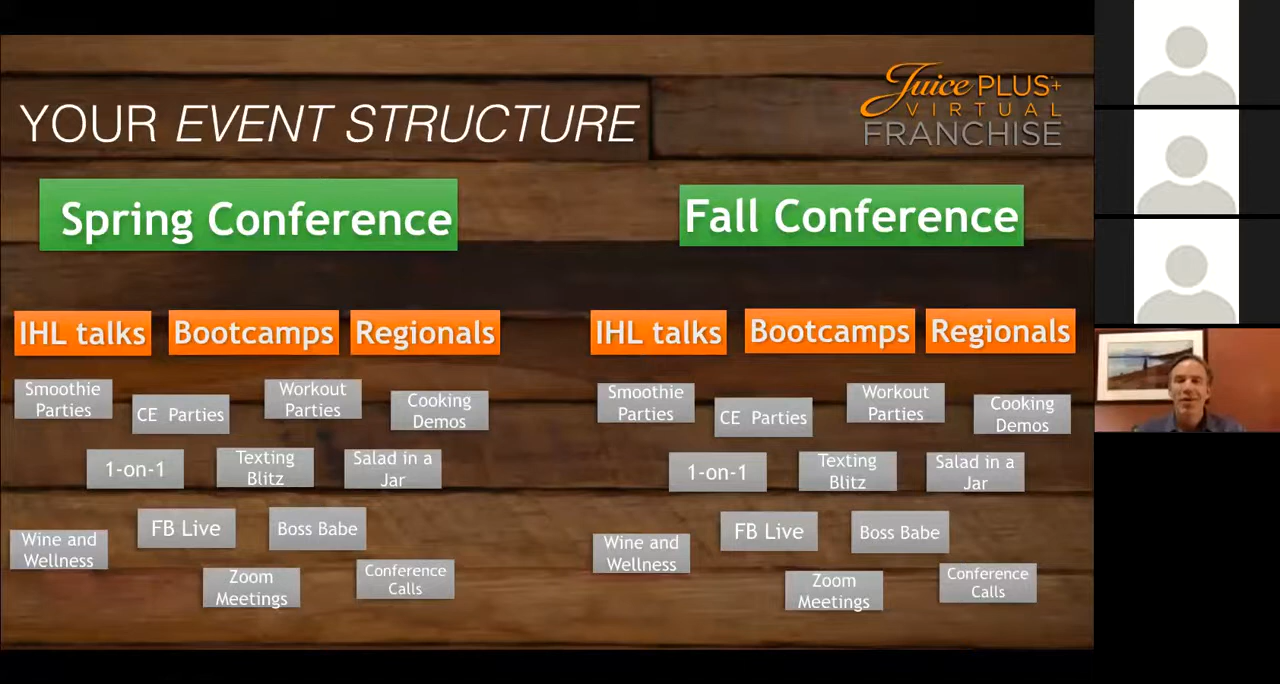 YOUR EVENT STRUCTURE
Juice PLUS+
VIRTUAL
FRANCHISE
Spring Conference
Fall Conference
IHL talks
Bootcamps
Regionals
IHL talks
Bootcamps
Regionals
Smoothie
Parties
CE Parties
Workout
Parties
Cooking
Demos
Smoothie
Parties
CE Parties
Workout
Parties
Cooking
Demos
1-on-1
Texting
Blitz
Salad in a
Jar
1-on-1
Texting
Blitz
Salad in a
Jar
Wine and
Wellness
FB Live
Boss Babe
Wine and
Wellness
FB Live
Boss Babe
Zoom
Meetings
Conference
Calls
Zoom
Meetings
Conference
Calls